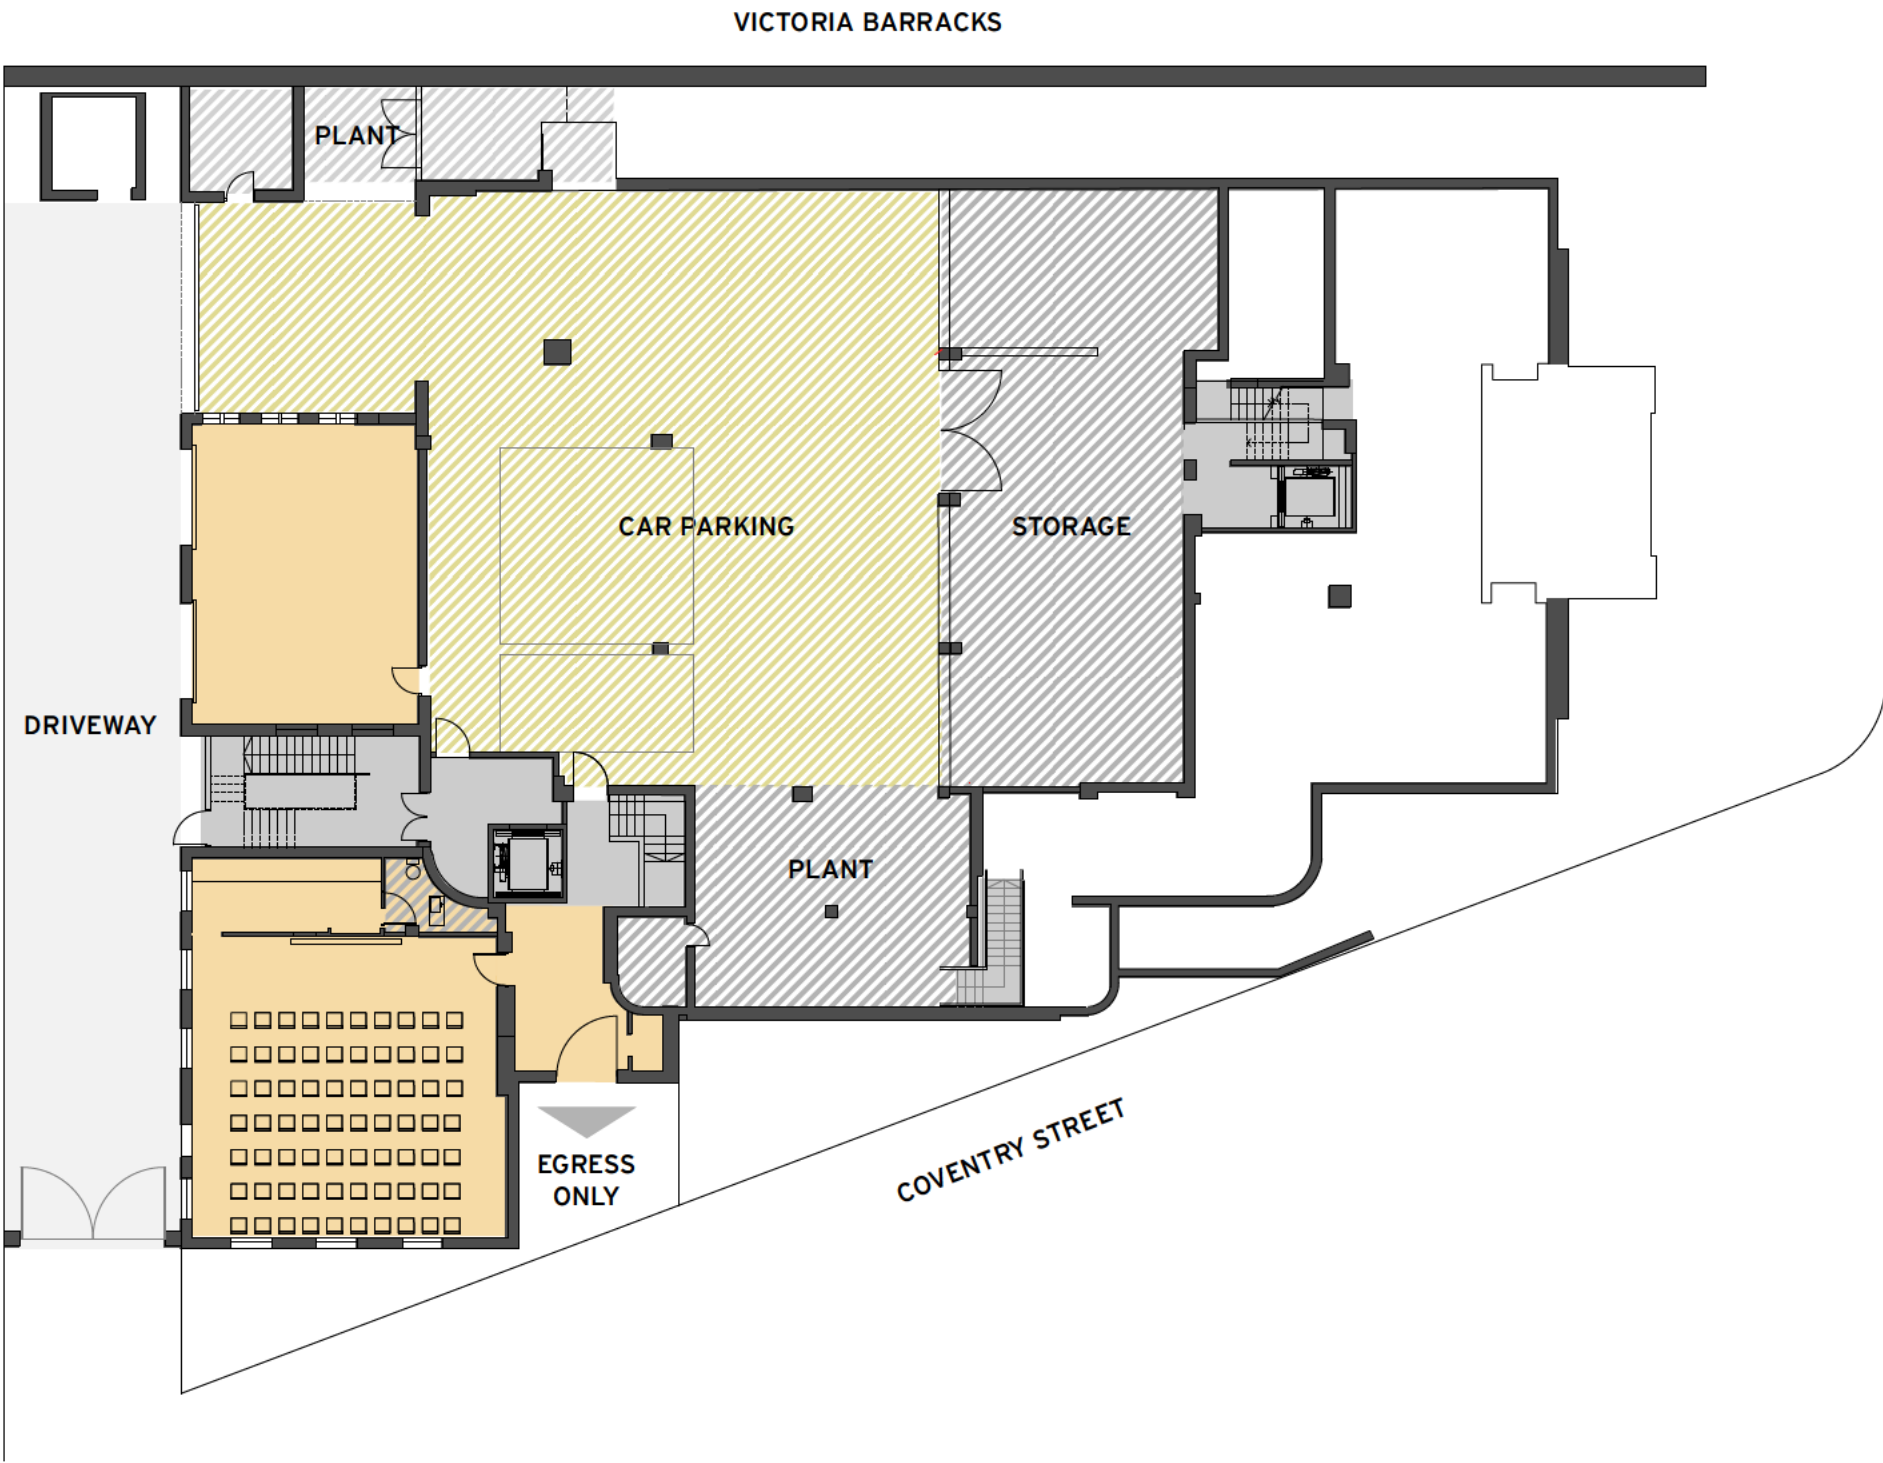 VICTORIA BARRACKS
PLANT
CAR PARKING
STORAGE
DRIVEWAY
PLANT
EGRESS
ONLY
COVENTRY STREET